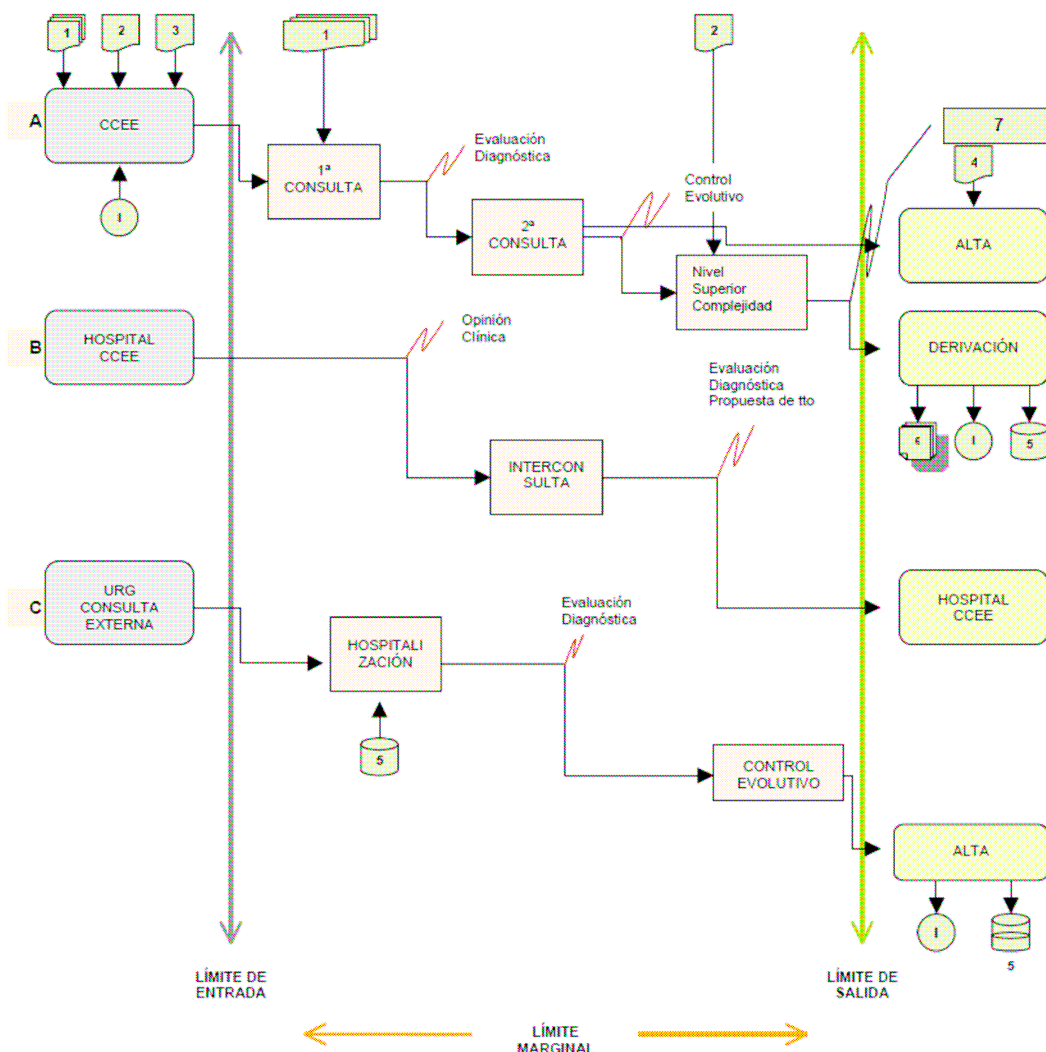 1
2
3
1
2
7
4
A
CCEE
I
1ª
CONSULTA
Evaluación
Diagnóstica
2ª
CONSULTA
Control
Evolutivo
Nivel
Superior
Complejidad
ALTA
B
HOSPITAL
CCEE
Opinión
Clínica
DERIVACIÓN
6
I
5
Evaluación
Diagnóstica
Propuesta de tto
INTERCON
SULTA
C
URG
CONSULTA
EXTERNA
HOSPITALI
ZACIÓN
5
Evaluación
Diagnóstica
HOSPITAL
CCEE
CONTROL
EVOLUTIVO
ALTA
I
5
LÍMITE DE
ENTRADA
LÍMITE DE
SALIDA
LÍMITE
MARGINAL